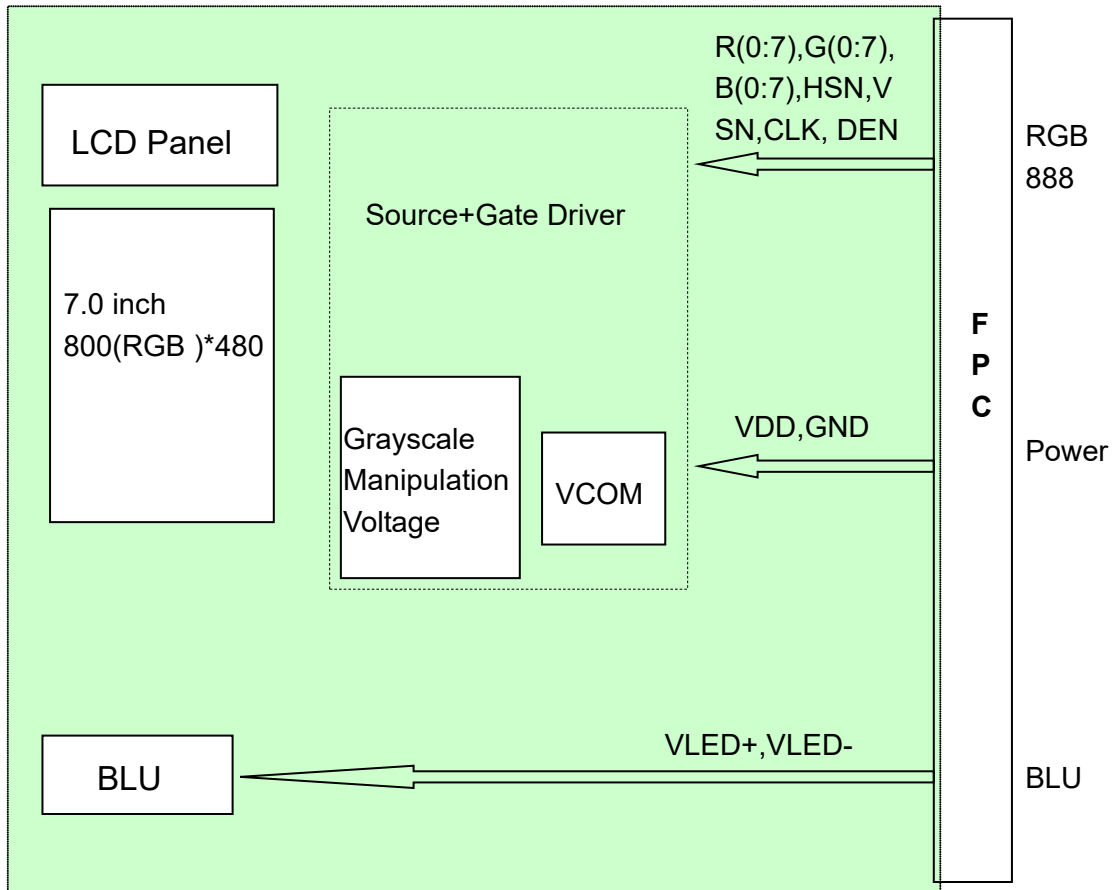 R(0:7),G(0:7),
B(0:7),HSN,V
SN,CLK, DEN
RGB
888
LCD Panel
Source+Gate Driver
7.0 inch
800(RGB )*480
F
P
C
Grayscale
Manipulation
Voltage
VCOM
VDD,GND
Power
VLED+,VLED-
BLU
BLU